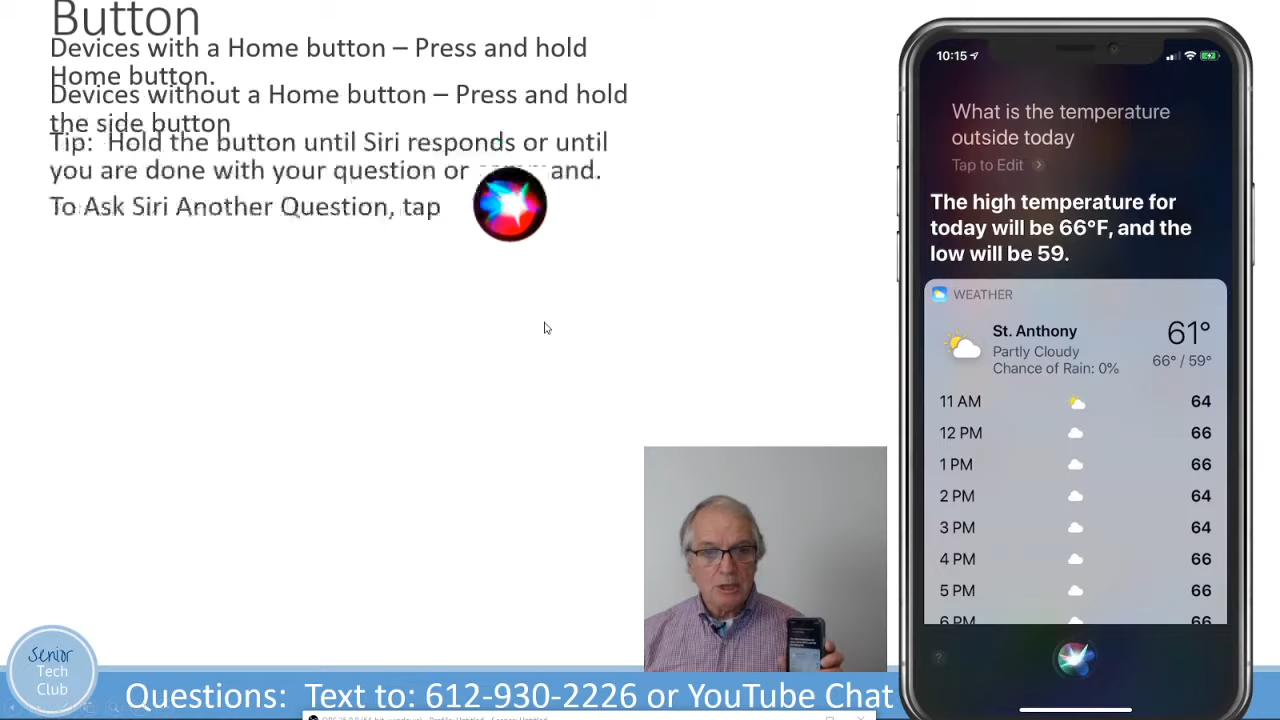 Button
Devices with a Home button – Press and hold
Home button.
Devices without a Home button – Press and hold
the side button
Tip: Hold the button until Siri responds or until
you are done with your question or command.
To Ask Siri Another Question, tap
10:15
What is the temperature
outside today
Tap to Edit
The high temperature for
today will be 66°F, and the
low will be 59.
WEATHER
St. Anthony
61°
Partly Cloudy
66° / 59°
Chance of Rain: 0%
11 AM 64
12 PM 66
1 PM 66
2 PM 64
3 PM 64
4 PM 66
5 PM 66
6 PM 66
?
Senior
Tech
Club
Questions: Text to: 612-930-2226 or YouTube Chat